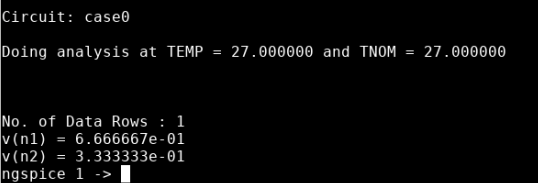 Circuit: case0
Doing analysis at TEMP = 27.000000 and TNOM = 27.000000
No. of Data Rows : 1
v(n1) = 6.666667e-01
v(n2) = 3.333333e-01
ngspice 1 ->